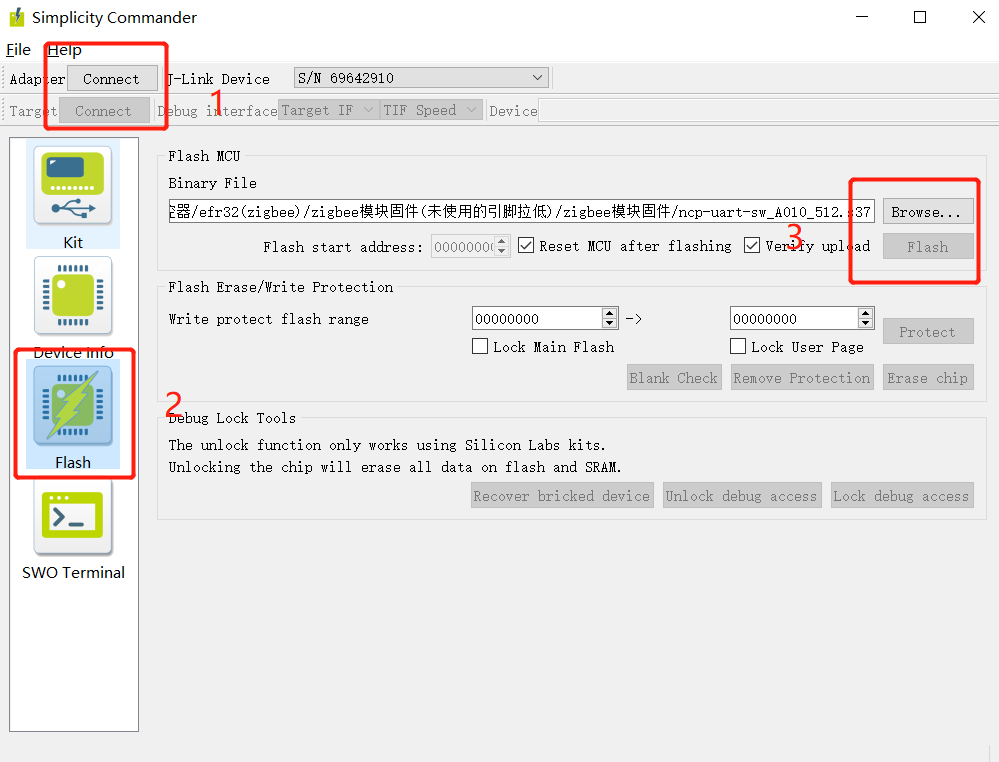 Simplicity Commander
File Help
Adapter Connect J-Link Device S/N 69642910
1
Target Connect Debug interface Target IF TIF Speed Device
Flash MCU
Binary File
器/efr32(zigbee)/zigbee模块固件(未使用的引脚拉低)/zigbee模块固件/ncp-uart-sw_A010_512.s37 Browse...
3
Flash start address: 00000000 Reset MCU after flashing Verify upload Flash
Kit
Flash Erase/Write Protection
Write protect flash range 00000000 -> 00000000 Protect
Lock Main Flash Lock User Page
Device Info
Blank Check Remove Protection Erase chip
2
Debug Lock Tools
The unlock function only works using Silicon Labs kits.
Unlocking the chip will erase all data on flash and SRAM.
Flash
Recover bricked device Unlock debug access Lock debug access
SWO Terminal